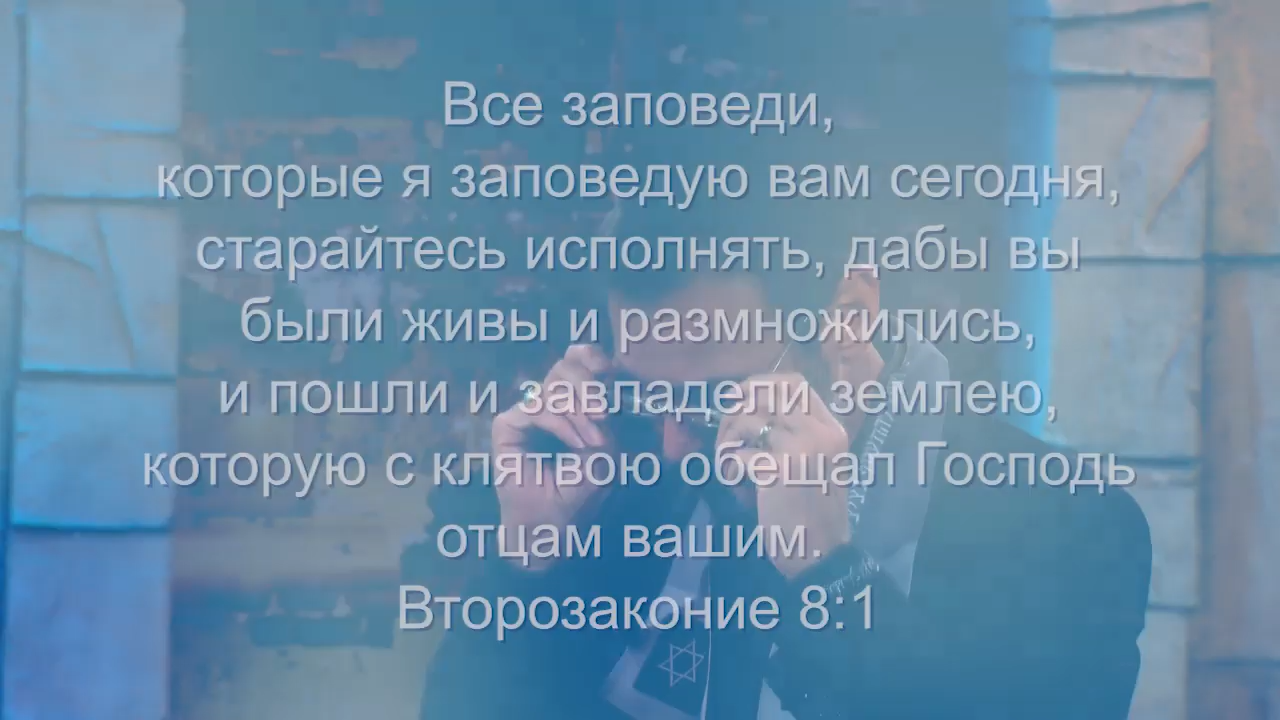 Все заповеди,
которые я заповедую вам сегодня,
старайтесь исполнять, дабы вы
были живы и размножились,
и пошли и завладели землею,
которую с клятвою обещал Господь
отцам вашим.
Второзаконие 8:1